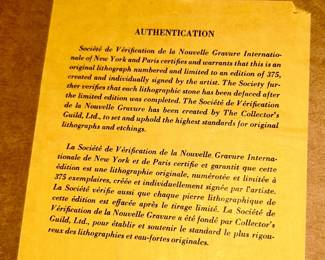 AUTHENTICATION
Société de Vérification de la Nouvelle Gravure Internatio-
nale of New York and Paris certifies and warrants that this is an
original lithograph numbered and limited to an edition of 375,
created and individually signed by the artist. The Society fur-
ther verifies that each lithographic stone has been defaced after
the limited edition was completed. The Société de Vérification
de la Nouvelle Gravure has been created by The Collector's
Guild, Ltd., to set and uphold the highest standards for original
lithographs and etchings.
La Société de Vérification de la Nouvelle Gravure Interna-
tionale de New York et de Paris certifie et garantit que cette
édition est une lithographie originale, numérotée et limitée à
375 exemplaires, créée et individuellement signée par l'artiste.
La Société vérifie aussi que chaque pierre lithographique de
cette édition est effacée après le tirage limité. La Société de
Vérification de la Nouvelle Gravure a été fondé par Collector's
Guild, Ltd., pour établir et soutenir le standard le plus rigou-
reux des lithographies et eau-fortes originales.